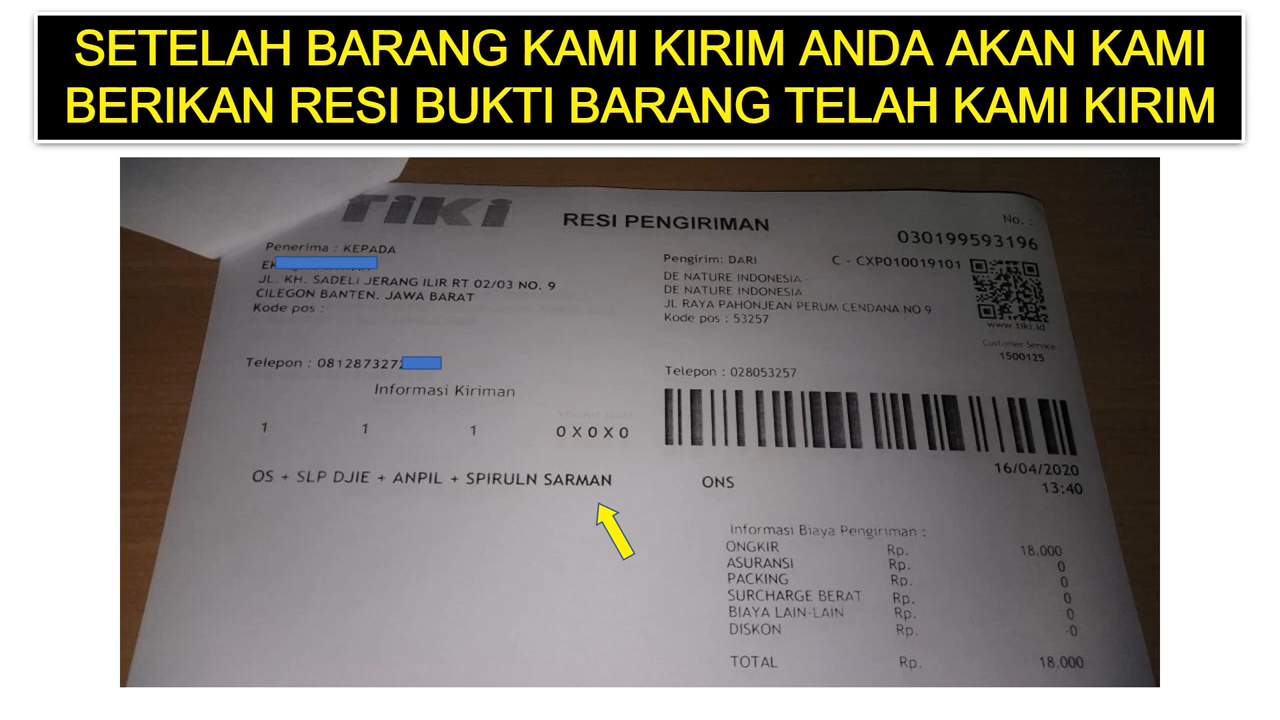 SETELAH BARANG KAMI KIRIM ANDA AKAN KAMI
BERIKAN RESI BUKTI BARANG TELAH KAMI KIRIM
TiKi
RESI PENGIRIMAN
No. :
030199593196
Penerima : KEPADA
JL. KH. SADELI JERANG ILIR RT 02/03 NO. 9
CILEGON BANTEN, JAWA BARAT
Kode pos :
Pengirim: DARI
C - CXP010019101
DE NATURE INDONESIA
DE NATURE INDONESIA
JL RAYA PAHONJEAN PERUM CENDANA NO 9
Kode pos : 53257
www.tiki.id
Customer Service
1500125
Telepon : 081287327
Telepon : 028053257
Informasi Kiriman
1 1 1 0 X 0 X 0
OS + SLP DJIE + ANPIL + SPIRULN SARMAN
ONS
16/04/2020
13:40
Informasi Biaya Pengiriman :
ONGKIR Rp. 18.000
ASURANSI Rp. 0
PACKING Rp. 0
SURCHARGE BERAT Rp. 0
BIAYA LAIN-LAIN Rp. 0
DISKON Rp. -0
TOTAL Rp. 18.000